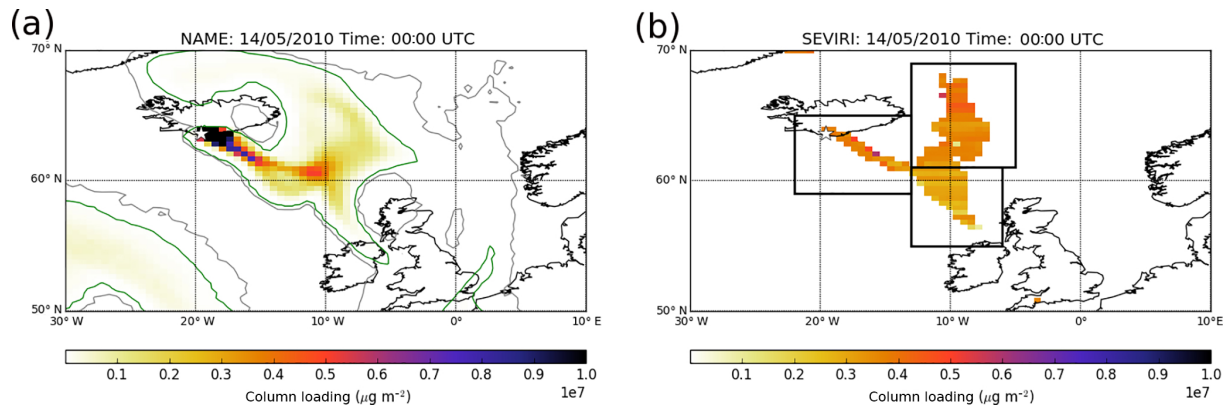 (a)
NAME: 14/05/2010 Time: 00:00 UTC
70° N
60° N
50° N
30° W
20° W
10° W
0° W
10° E
0.1 0.2 0.3 0.4 0.5 0.6 0.7 0.8 0.9 1.0
1e7
Column loading (μg m⁻²)
(b)
SEVIRI: 14/05/2010 Time: 00:00 UTC
70° N
60° N
50° N
30° W
20° W
10° W
0° W
10° E
0.1 0.2 0.3 0.4 0.5 0.6 0.7 0.8 0.9 1.0
1e7
Column loading (μg m⁻²)